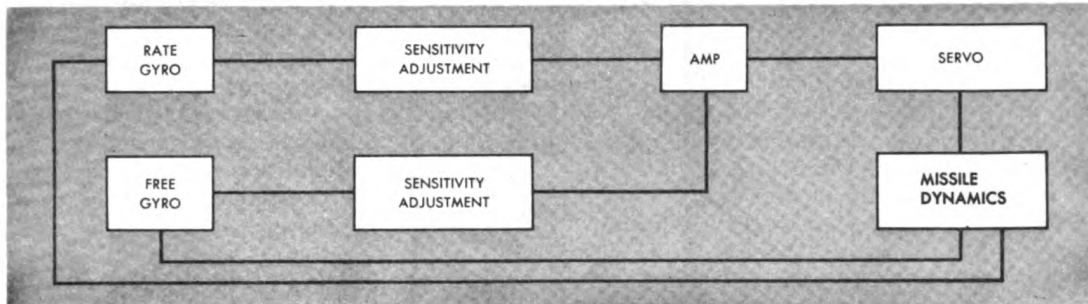 RATE
GYRO
SENSITIVITY
ADJUSTMENT
AMP
SERVO
FREE
GYRO
SENSITIVITY
ADJUSTMENT
MISSILE
DYNAMICS